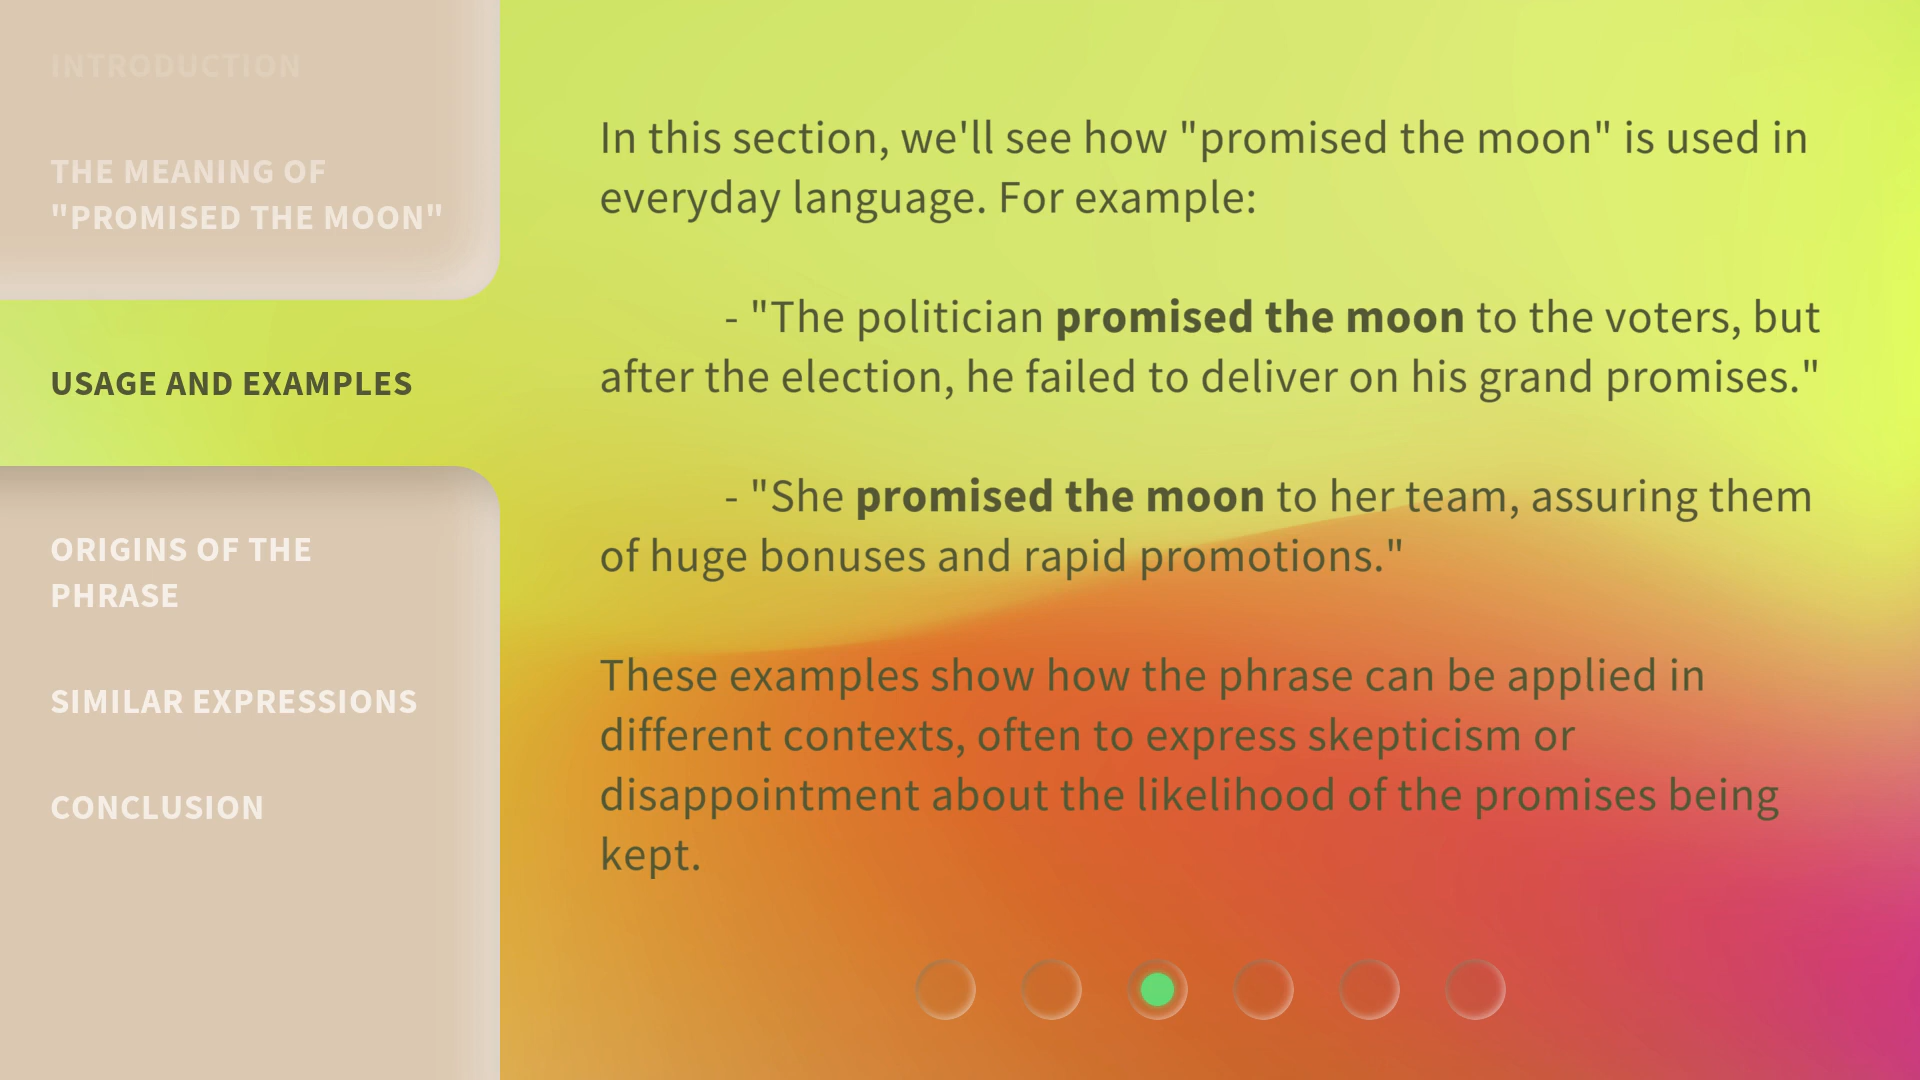 INTRODUCTION
THE MEANING OF
"PROMISED THE MOON"
USAGE AND EXAMPLES
ORIGINS OF THE
PHRASE
SIMILAR EXPRESSIONS
CONCLUSION
In this section, we'll see how "promised the moon" is used in
everyday language. For example:
- "The politician promised the moon to the voters, but
after the election, he failed to deliver on his grand promises."
- "She promised the moon to her team, assuring them
of huge bonuses and rapid promotions."
These examples show how the phrase can be applied in
different contexts, often to express skepticism or
disappointment about the likelihood of the promises being
kept.